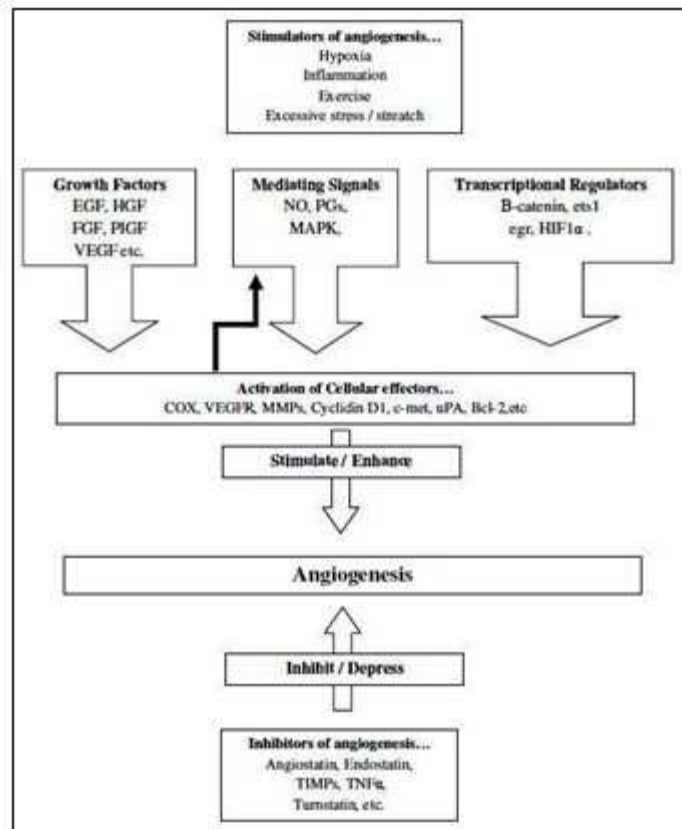 Stimulators of angiogenesis...
Hypoxia
Inflammation
Exercise
Excessive stress / streatch
Growth Factors
EGF, HGF
FGF, PIGF
VEGF etc.
Mediating Signals
NO, PGs,
MAPK,
Transcriptional Regulators
B-catenin, ets1
egr, HIF1α ,
Activation of Cellular effectors...
COX, VEGFR, MMPs, Cyclidin D1, c-met, uPA, Bcl-2,etc
Stimulate / Enhance
Angiogenesis
Inhibit / Depress
Inhibitors of angiogenesis...
Angiostatin, Endostatin,
TIMPs, TNFα,
Tumstatin, etc.